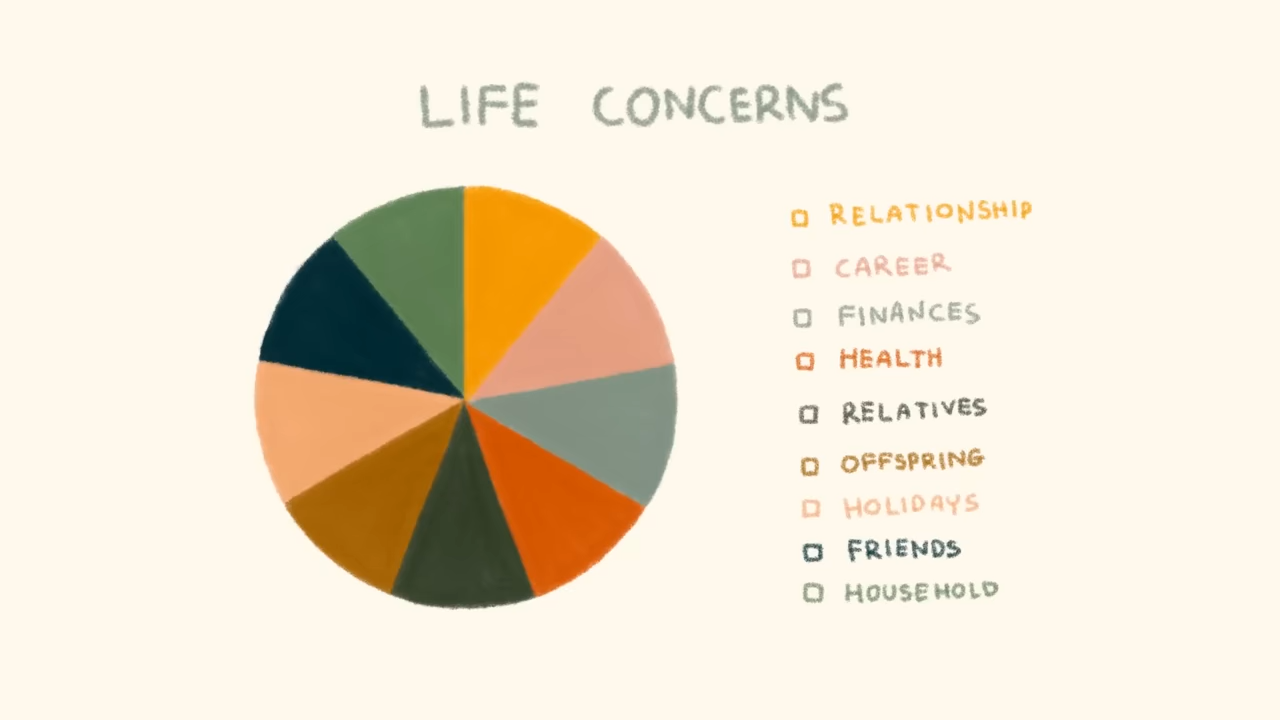 LIFE CONCERNS
RELATIONSHIP
CAREER
FINANCES
HEALTH
RELATIVES
OFFSPRING
HOLIDAYS
FRIENDS
HOUSEHOLD